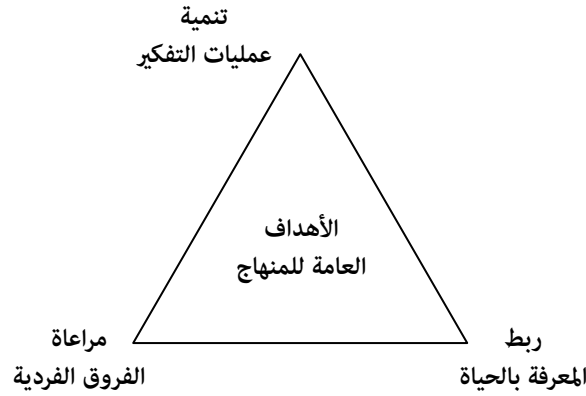 تنمية
عمليات التفكير
الأهداف
العامة للمنهاج
ربط
المعرفة بالحياة
مراعاة
الفروق الفردية